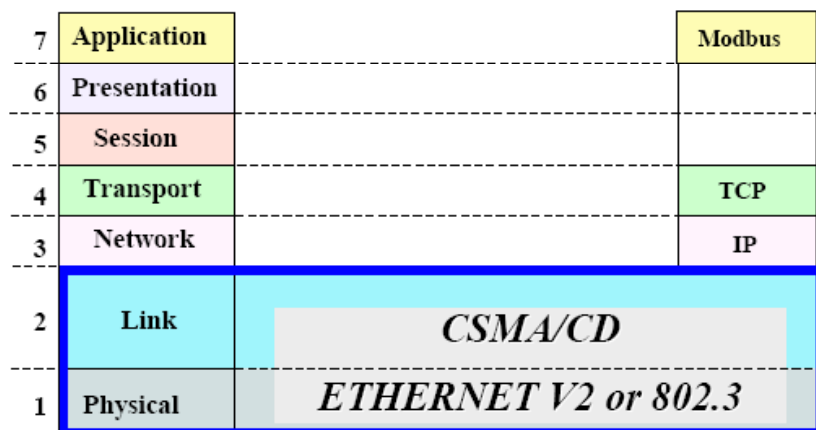 7 Application Modbus
6 Presentation
5 Session
4 Transport TCP
3 Network IP
2 Link CSMA/CD
1 Physical ETHERNET V2 or 802.3